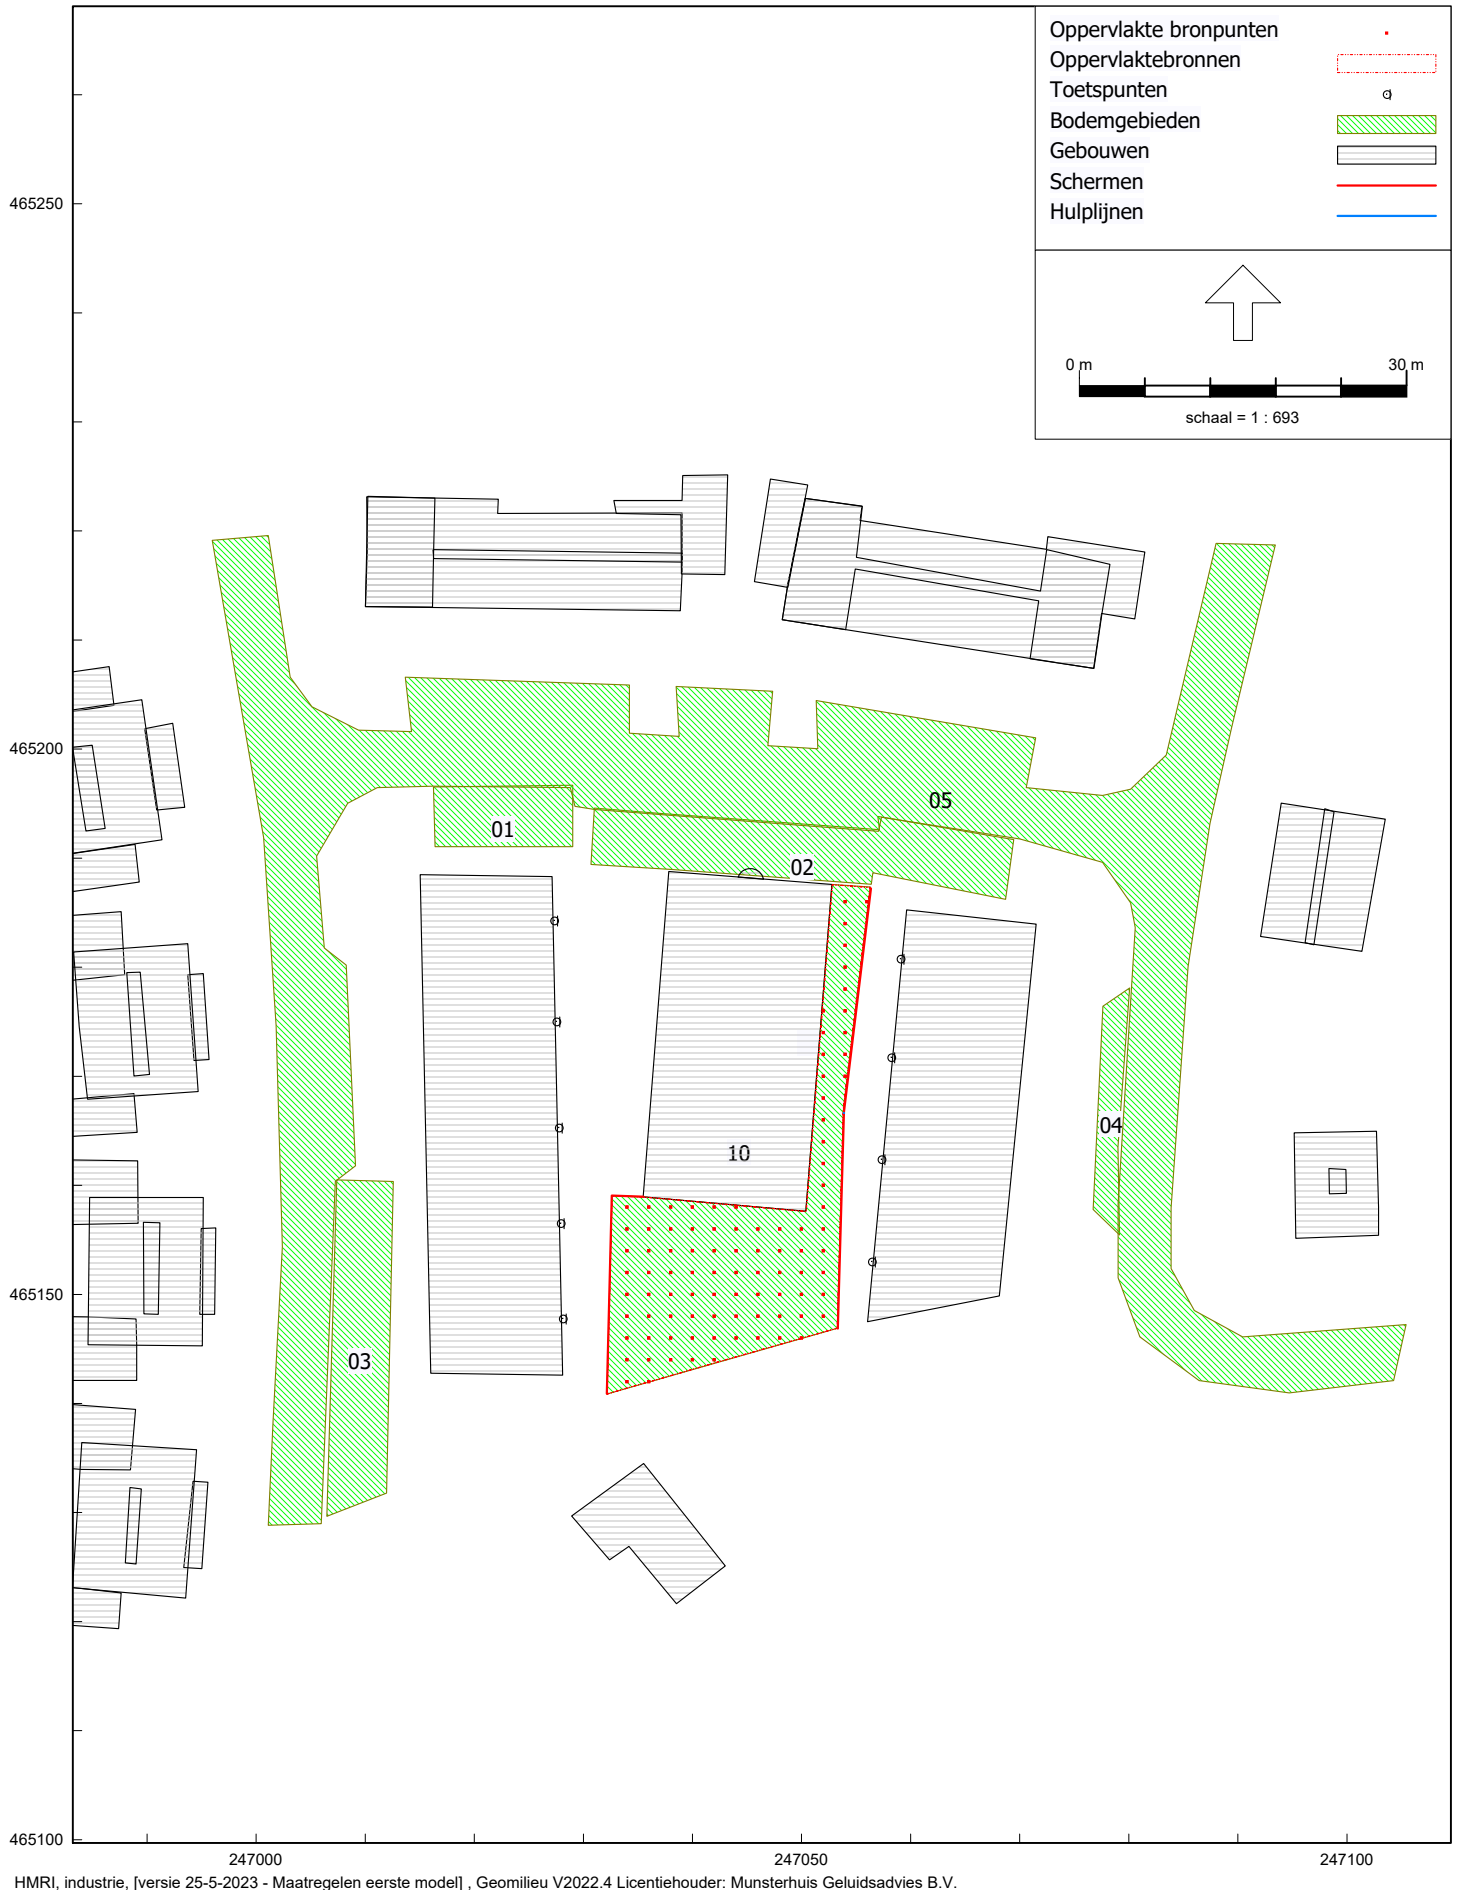 Oppervlakte bronpunten
Oppervlaktebronnen
Toetspunten
Bodemgebieden
Gebouwen
Schermen
Hulplijnen
0 m 30 m
schaal = 1 : 693
465250
465200
465150
465100
05
01
02
04
10
03
247000 247050 247100
HMRI, industrie, [versie 25-5-2023 - Maatregelen eerste model] , Geomilieu V2022.4 Licentiehouder: Munsterhuis Geluidsadvies B.V.